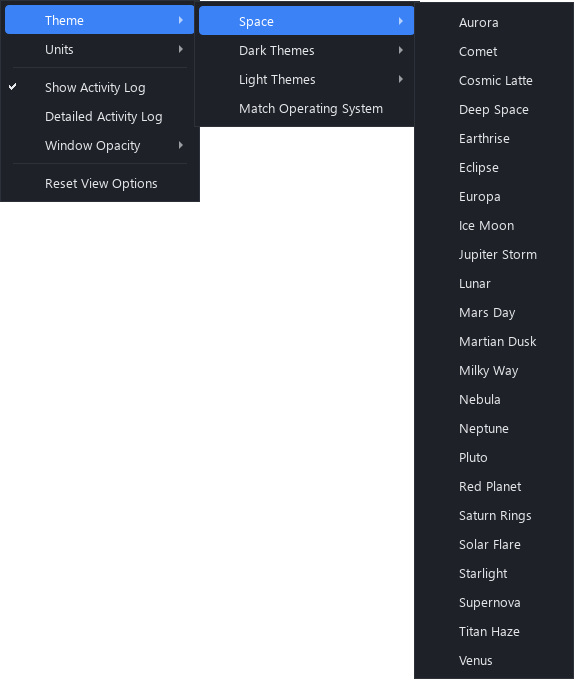 Theme
Units
Show Activity Log
Detailed Activity Log
Window Opacity
Reset View Options
Space
Dark Themes
Light Themes
Match Operating System
Aurora
Comet
Cosmic Latte
Deep Space
Earthrise
Eclipse
Europa
Ice Moon
Jupiter Storm
Lunar
Mars Day
Martian Dusk
Milky Way
Nebula
Neptune
Pluto
Red Planet
Saturn Rings
Solar Flare
Starlight
Supernova
Titan Haze
Venus